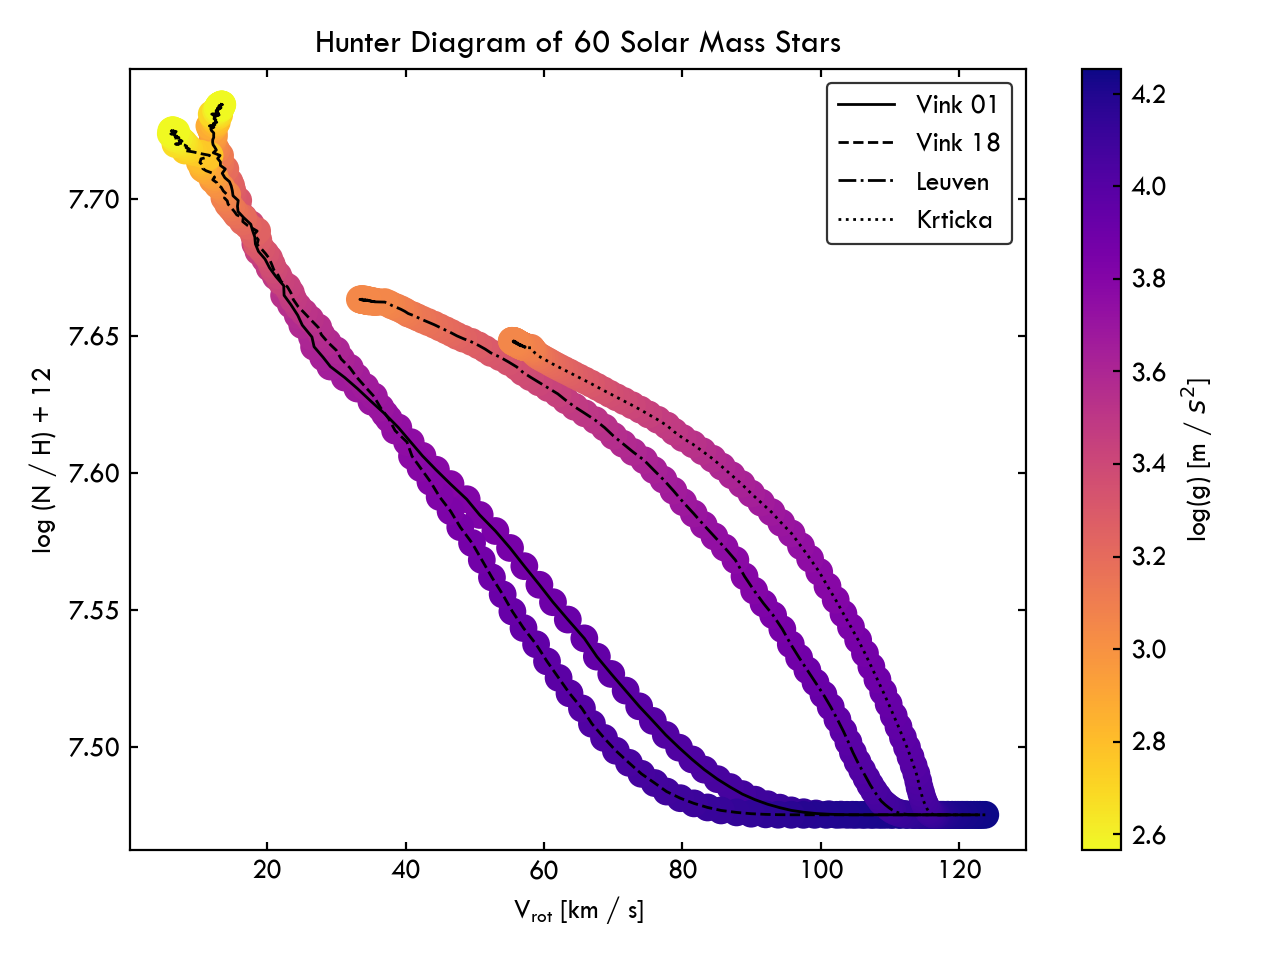 Hunter Diagram of 60 Solar Mass Stars
Vink 01
Vink 18
Leuven
Krticka
7.70
7.65
7.60
7.55
7.50
log (N / H) + 12
20
40
60
80
100
120
V_rot [km / s]
4.2
4.0
3.8
3.6
3.4
3.2
3.0
2.8
2.6
log(g) [m / s²]